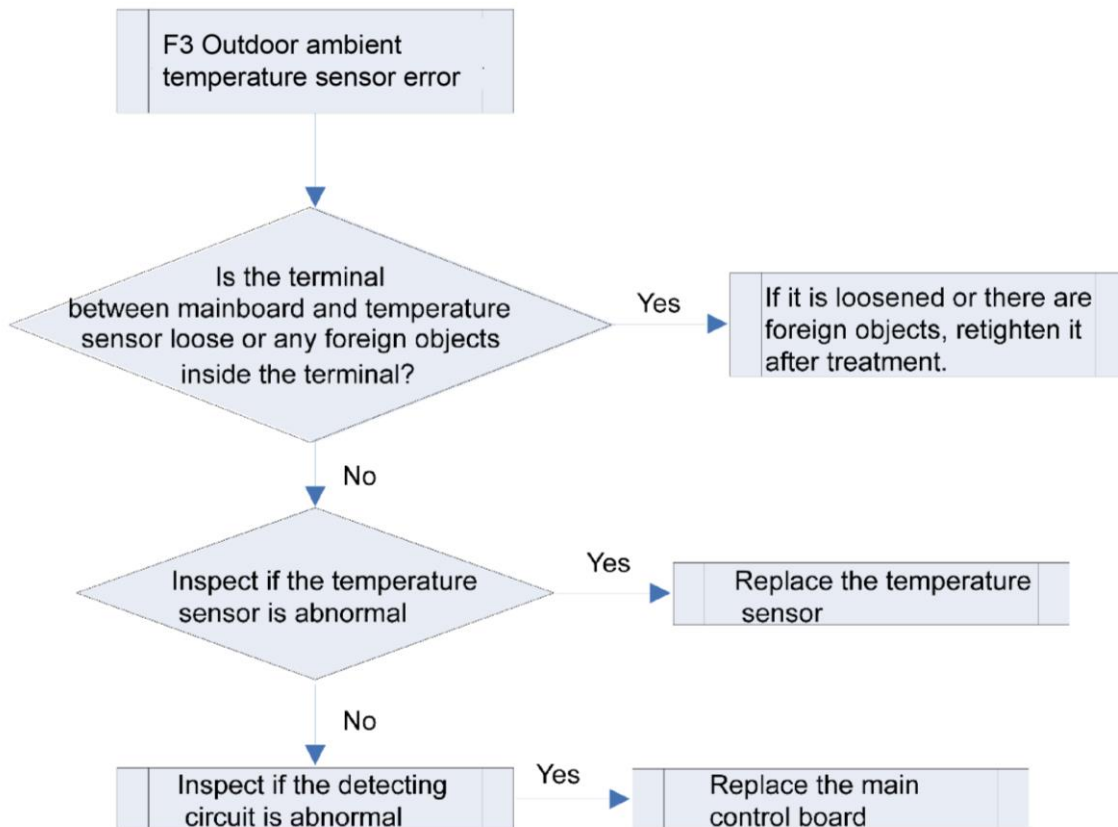 F3 Outdoor ambient
temperature sensor error
Is the terminal
between mainboard and temperature
sensor loose or any foreign objects
inside the terminal?
Yes
If it is loosened or there are
foreign objects, retighten it
after treatment.
No
Inspect if the temperature
sensor is abnormal
Yes
Replace the temperature
sensor
No
Inspect if the detecting
circuit is abnormal
Yes
Replace the main
control board